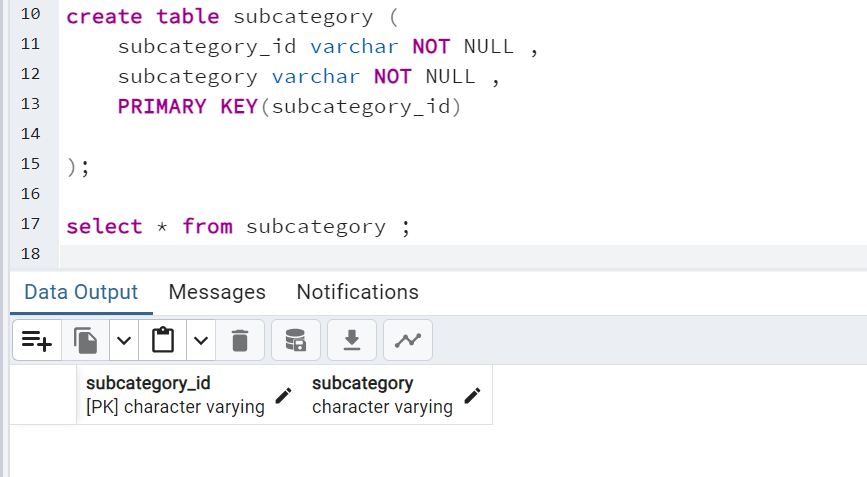 10 create table subcategory (
11 subcategory_id varchar NOT NULL ,
12 subcategory varchar NOT NULL ,
13 PRIMARY KEY(subcategory_id)
14
15 );
16
17 select * from subcategory ;
18
Data Output Messages Notifications
subcategory_id subcategory
[PK] character varying character varying